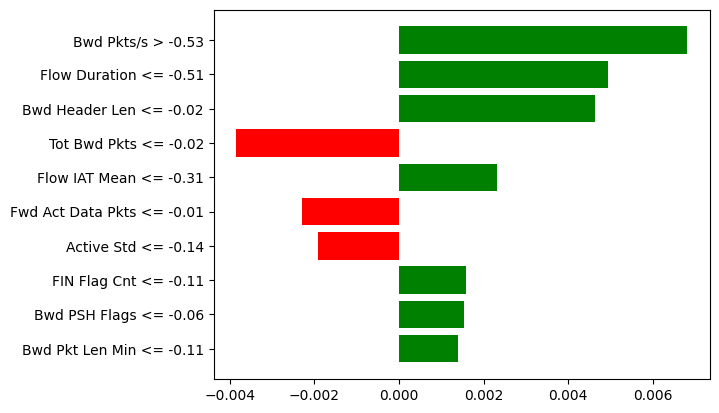 Bwd Pkts/s > -0.53
Flow Duration <= -0.51
Bwd Header Len <= -0.02
Tot Bwd Pkts <= -0.02
Flow IAT Mean <= -0.31
Fwd Act Data Pkts <= -0.01
Active Std <= -0.14
FIN Flag Cnt <= -0.11
Bwd PSH Flags <= -0.06
Bwd Pkt Len Min <= -0.11
−0.004 −0.002 0.000 0.002 0.004 0.006